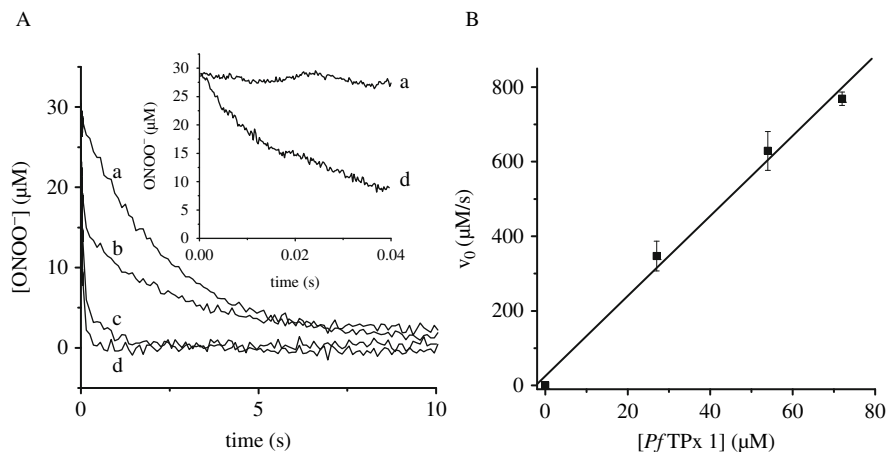 A
B
[ONOO⁻] (µM)
30
20
10
0
a
b
c
d
0
5
10
time (s)
ONOO⁻ (µM)
35
30
25
20
15
10
5
0
a
d
0.00
0.02
0.04
time (s)
v₀ (µM/s)
800
600
400
200
0
0
20
40
60
80
[PfTPx 1] (µM)